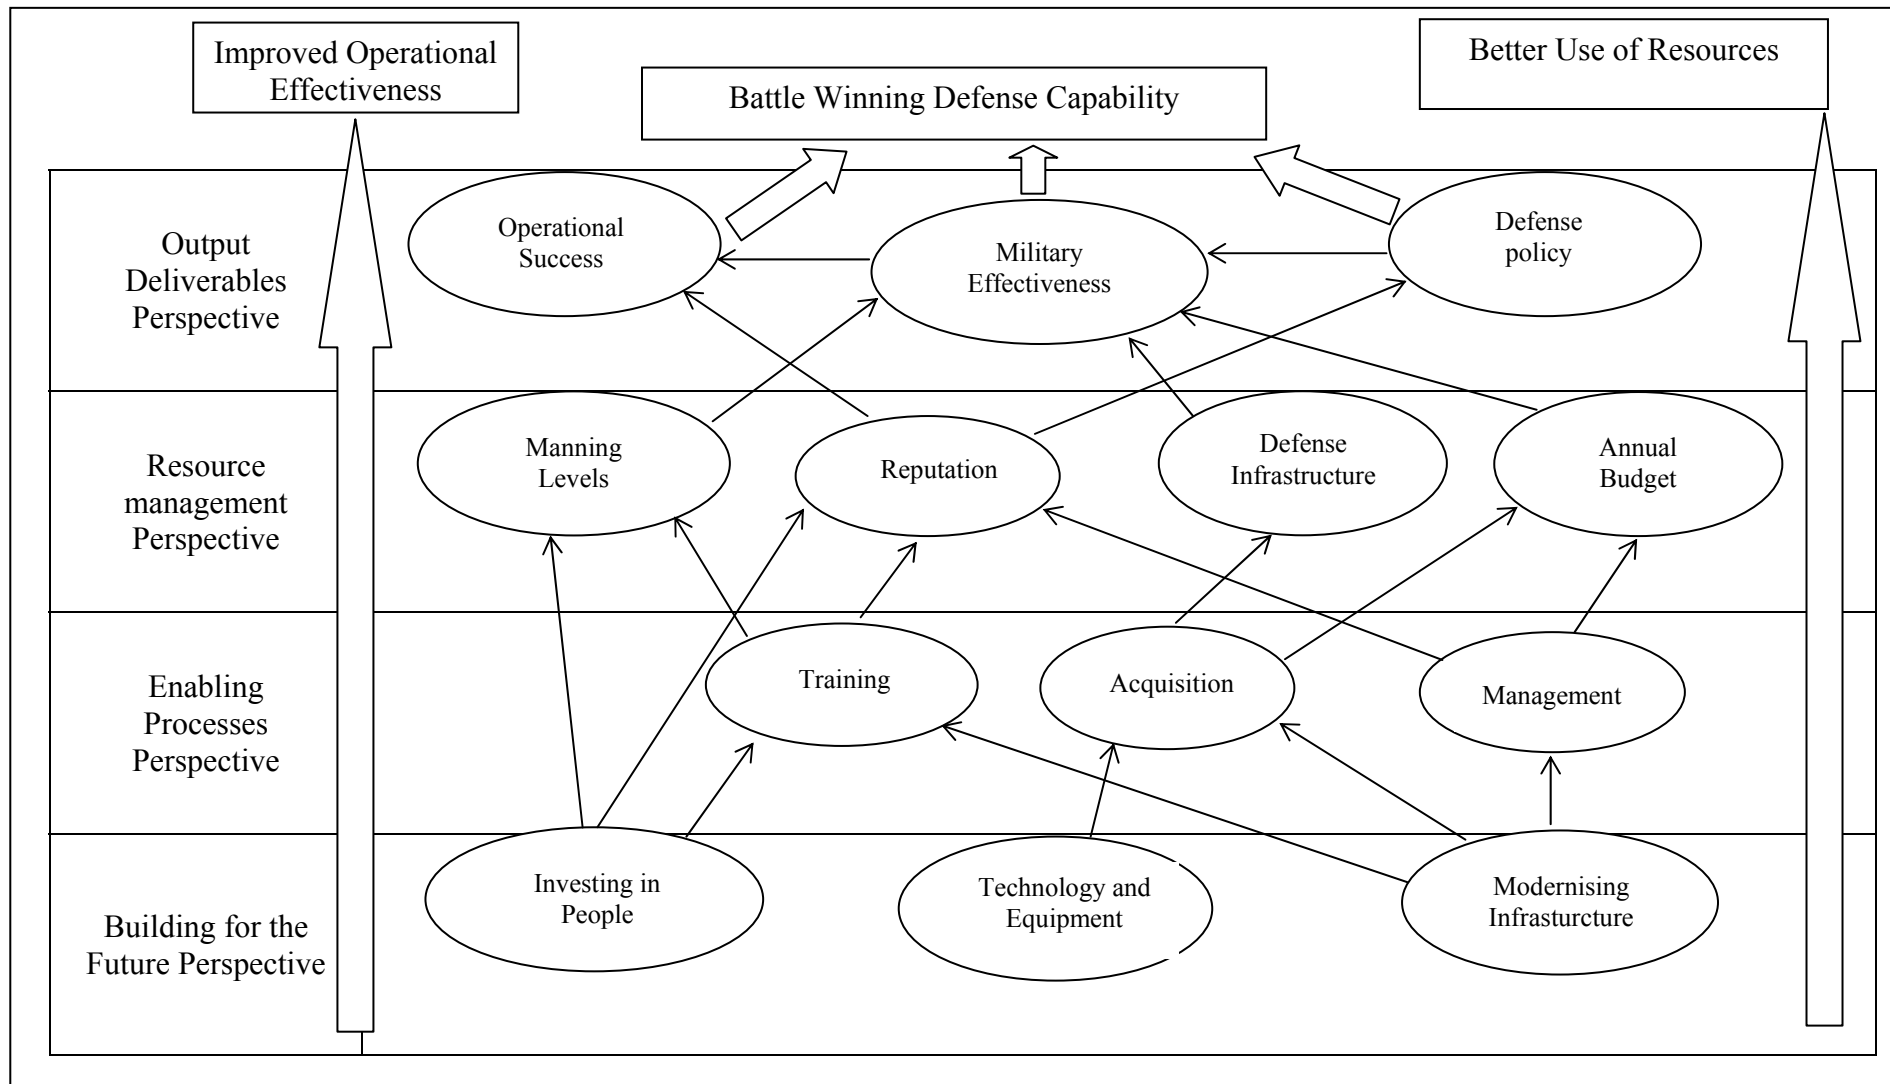 Improved Operational
Effectiveness
Battle Winning Defense Capability
Better Use of Resources
Output
Deliverables
Perspective
Operational
Success
Military
Effectiveness
Defense
policy
Resource
management
Perspective
Manning
Levels
Reputation
Defense
Infrastructure
Annual
Budget
Enabling
Processes
Perspective
Training
Acquisition
Management
Building for the
Future Perspective
Investing in
People
Technology and
Equipment
Modernising
Infrasturcture